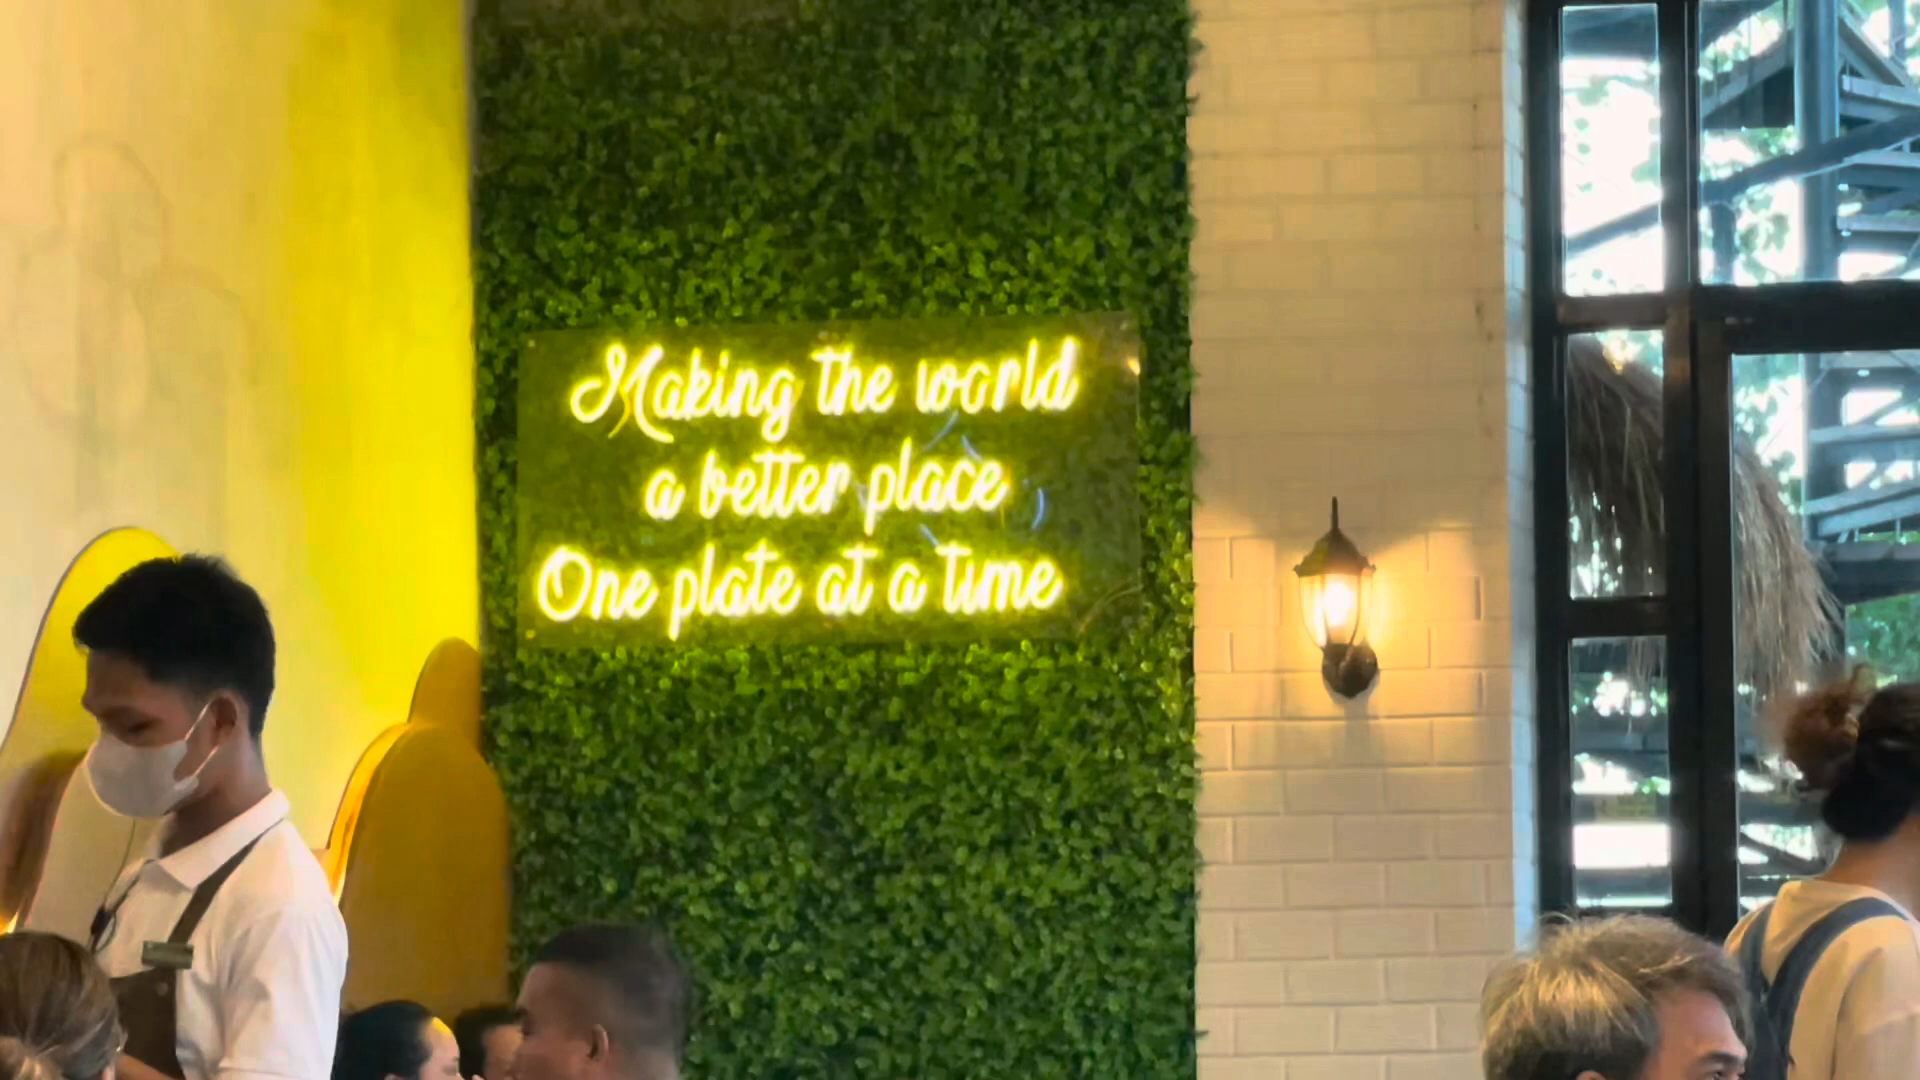 Making the world
a better place
One plate at a time